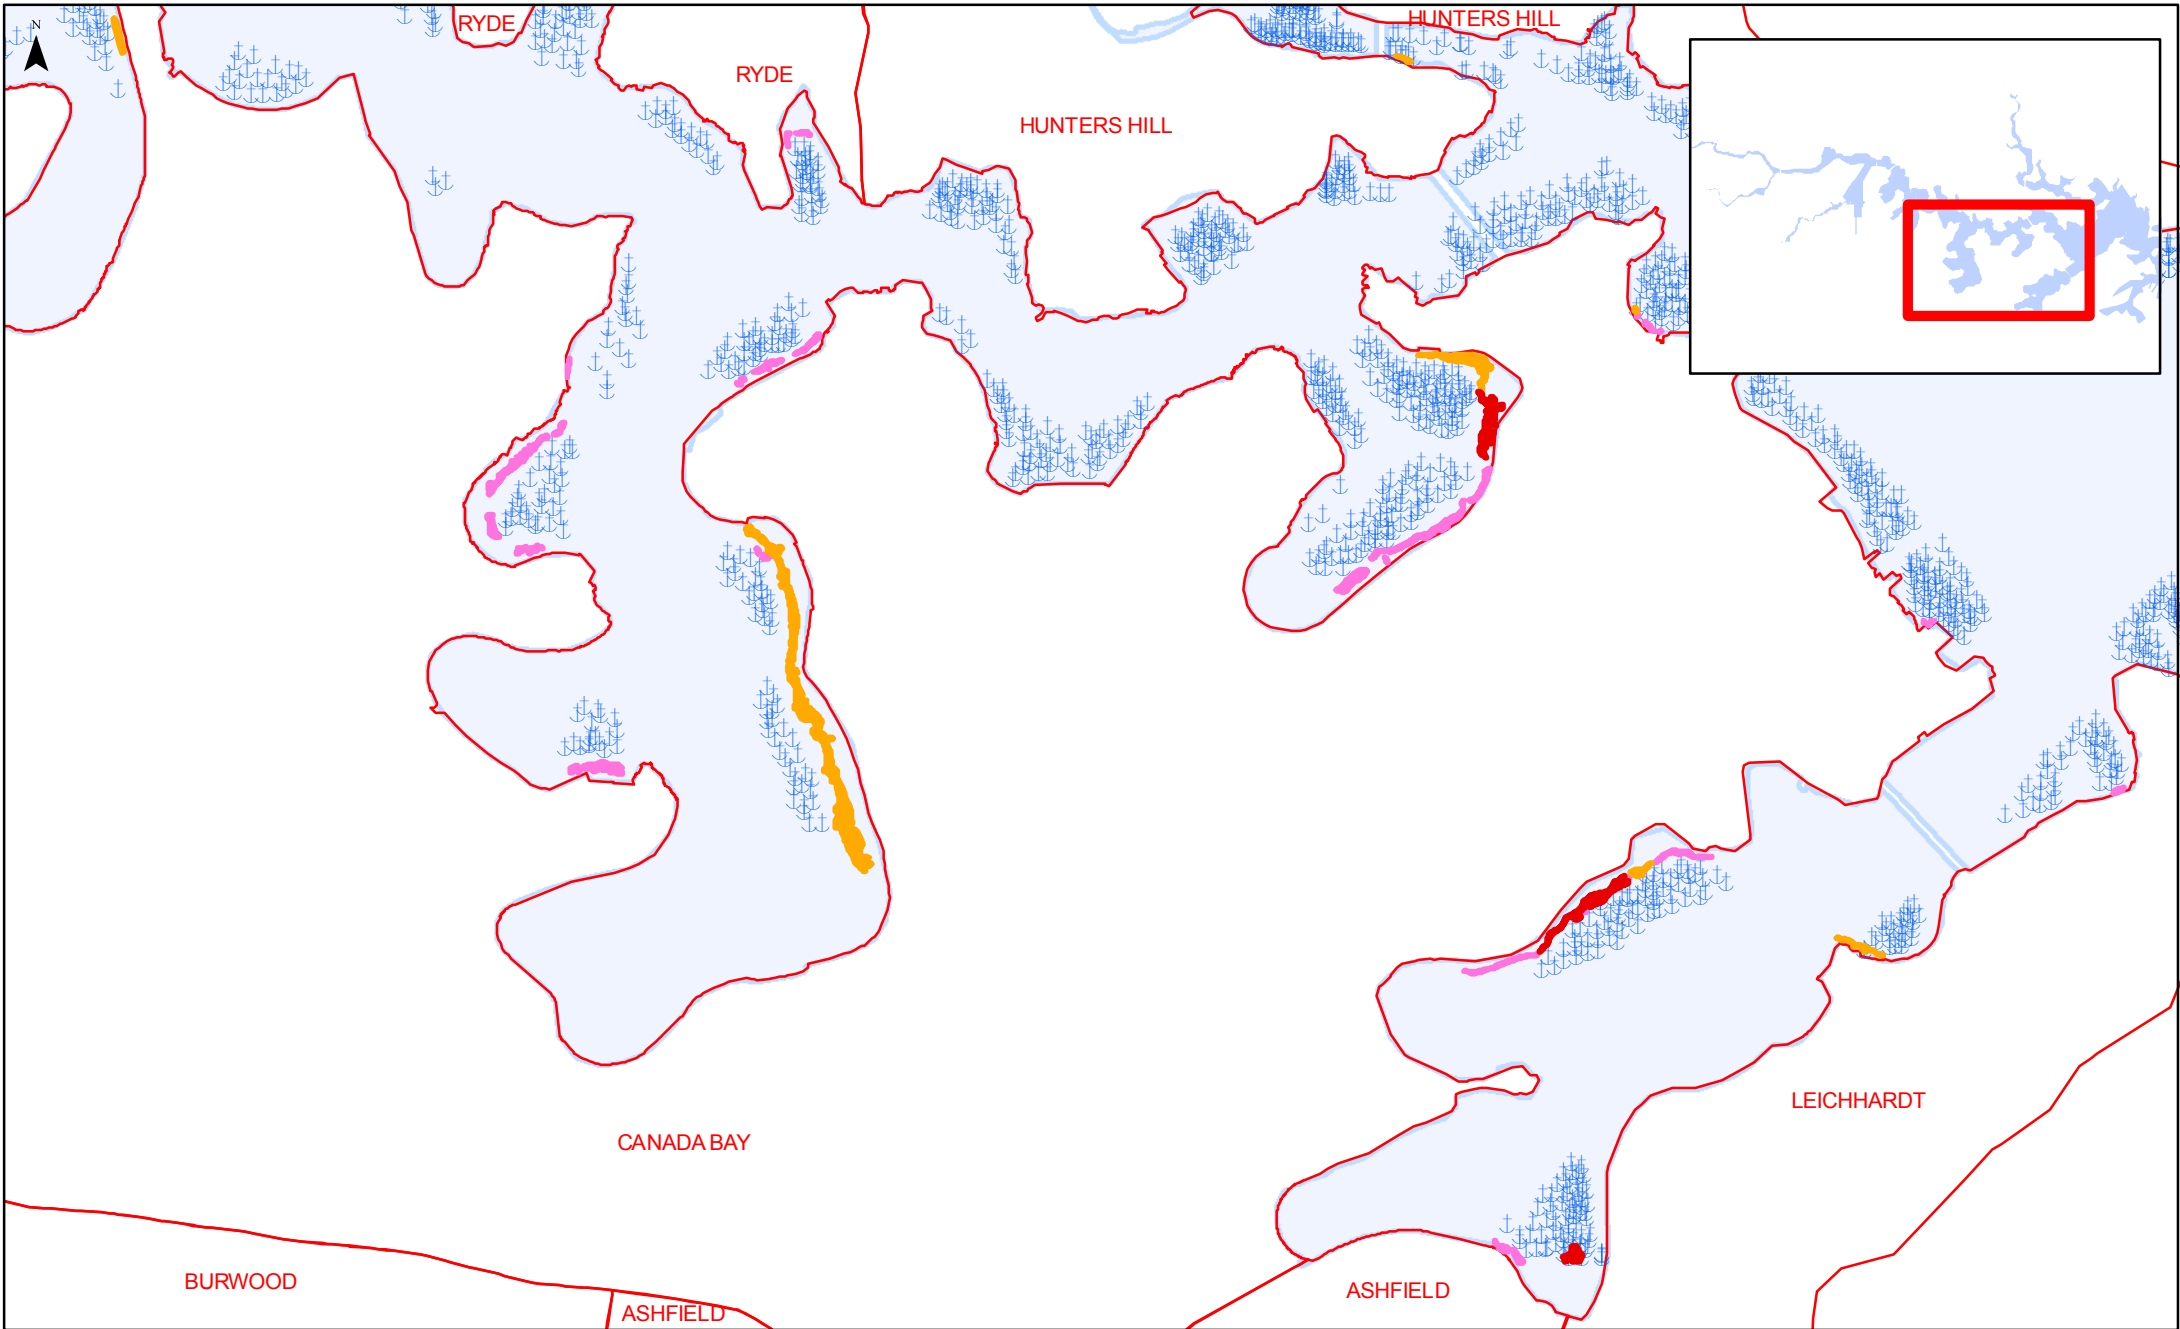 RYDE
HUNTERS HILL
N
RYDE
HUNTERS HILL
LEICHHARDT
CANADA BAY
BURWOOD
ASHFIELD
ASHFIELD